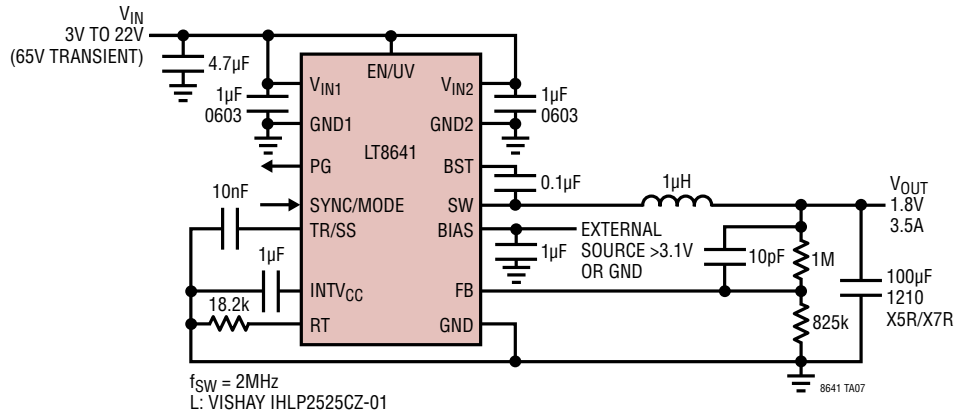 V_IN
3V TO 22V
(65V TRANSIENT)
4.7µF
1µF
0603
EN/UV
V_IN1
V_IN2
1µF
0603
GND1
GND2
LT8641
PG
BST
0.1µF
1µH
V_OUT
1.8V
3.5A
10nF
SYNC/MODE
SW
TR/SS
BIAS
EXTERNAL
SOURCE >3.1V
OR GND
1µF
1µF
10pF
1M
100µF
1210
X5R/X7R
INTV_CC
FB
18.2k
RT
GND
825k
f_SW = 2MHz
L: VISHAY IHLP2525CZ-01
8641 TA07